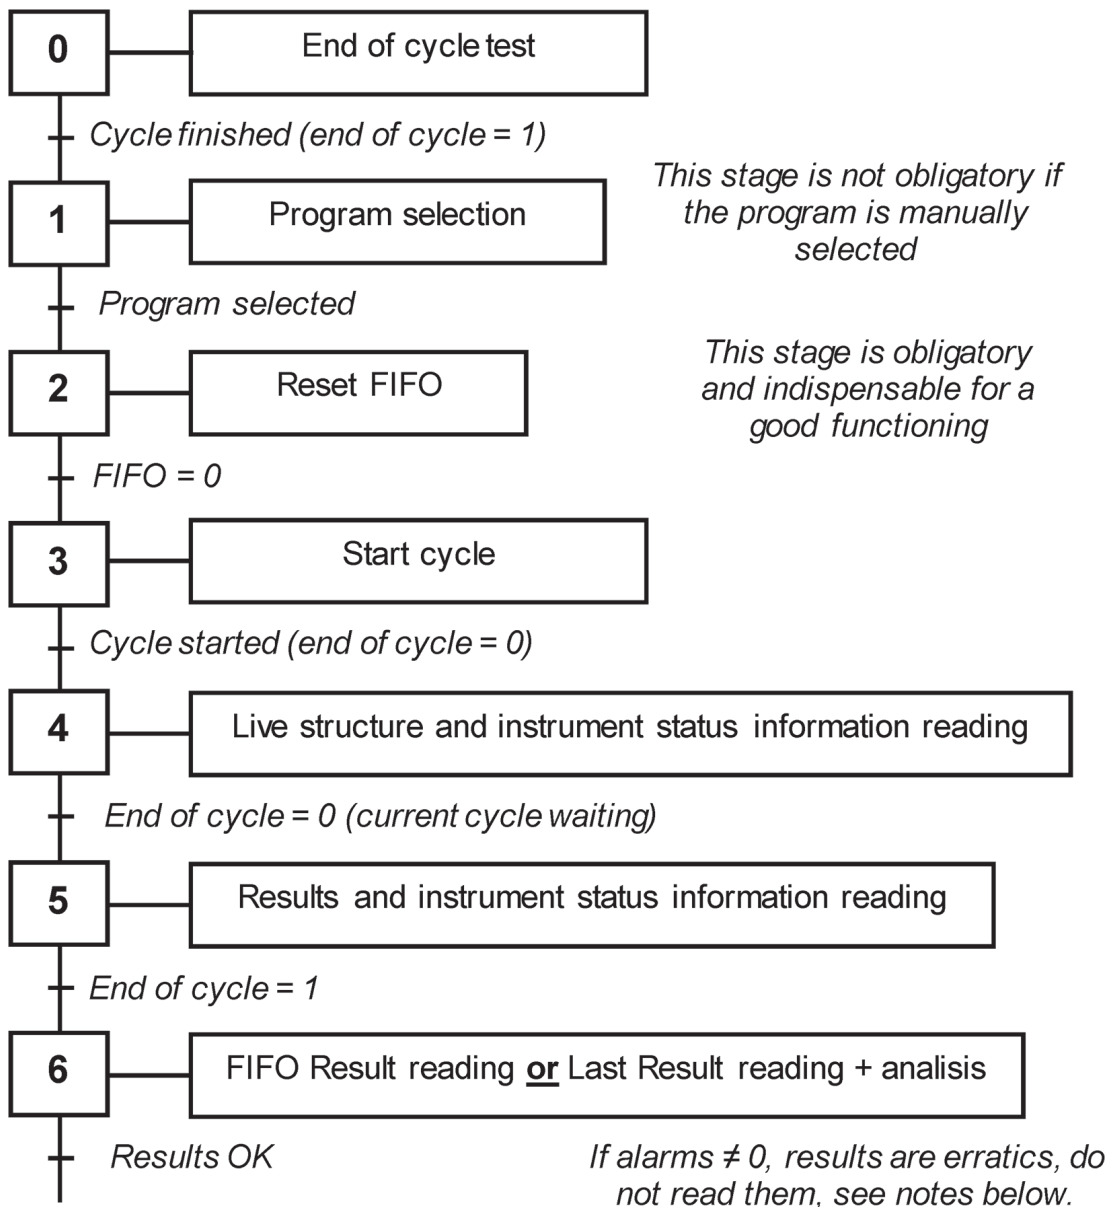 0
End of cycle test
Cycle finished (end of cycle = 1)
1
Program selection
This stage is not obligatory if
the program is manually
selected
Program selected
2
Reset FIFO
This stage is obligatory
and indispensable for a
good functioning
FIFO = 0
3
Start cycle
Cycle started (end of cycle = 0)
4
Live structure and instrument status information reading
End of cycle = 0 (current cycle waiting)
5
Results and instrument status information reading
End of cycle = 1
6
FIFO Result reading or Last Result reading + analisis
Results OK
If alarms ≠ 0, results are erratics, do
not read them, see notes below.